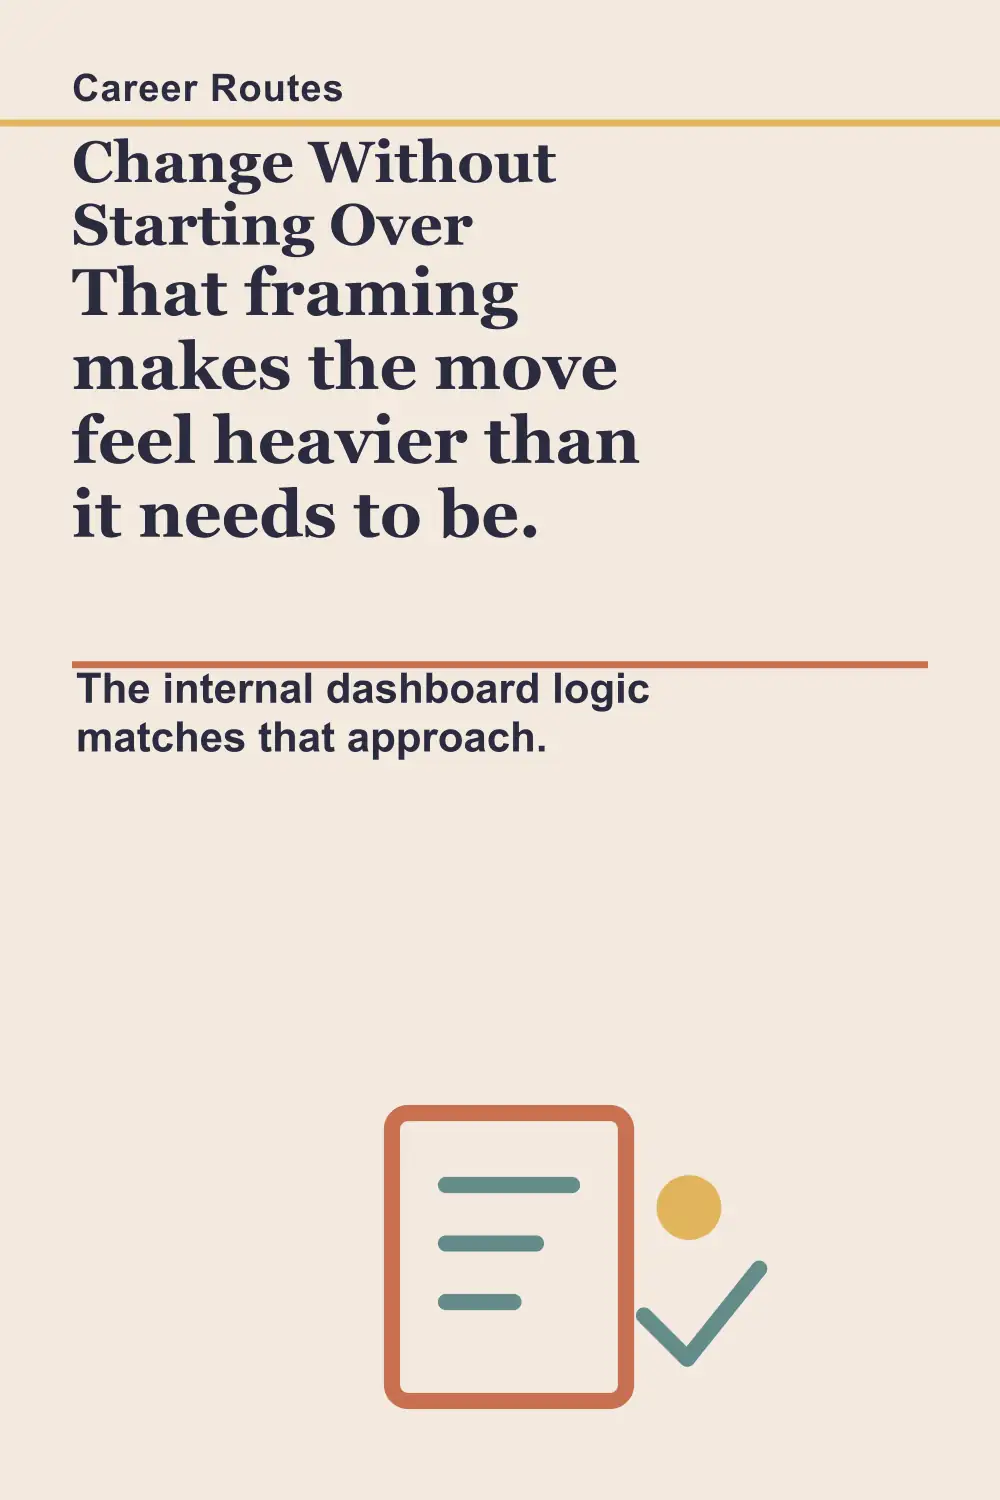 Career Routes
Change Without
Starting Over
That framing
makes the move
feel heavier than
it needs to be.
The internal dashboard logic
matches that approach.